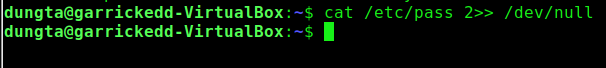 dungta@garrickedd-VirtualBox:~$ cat /etc/pass 2>> /dev/null
dungta@garrickedd-VirtualBox:~$